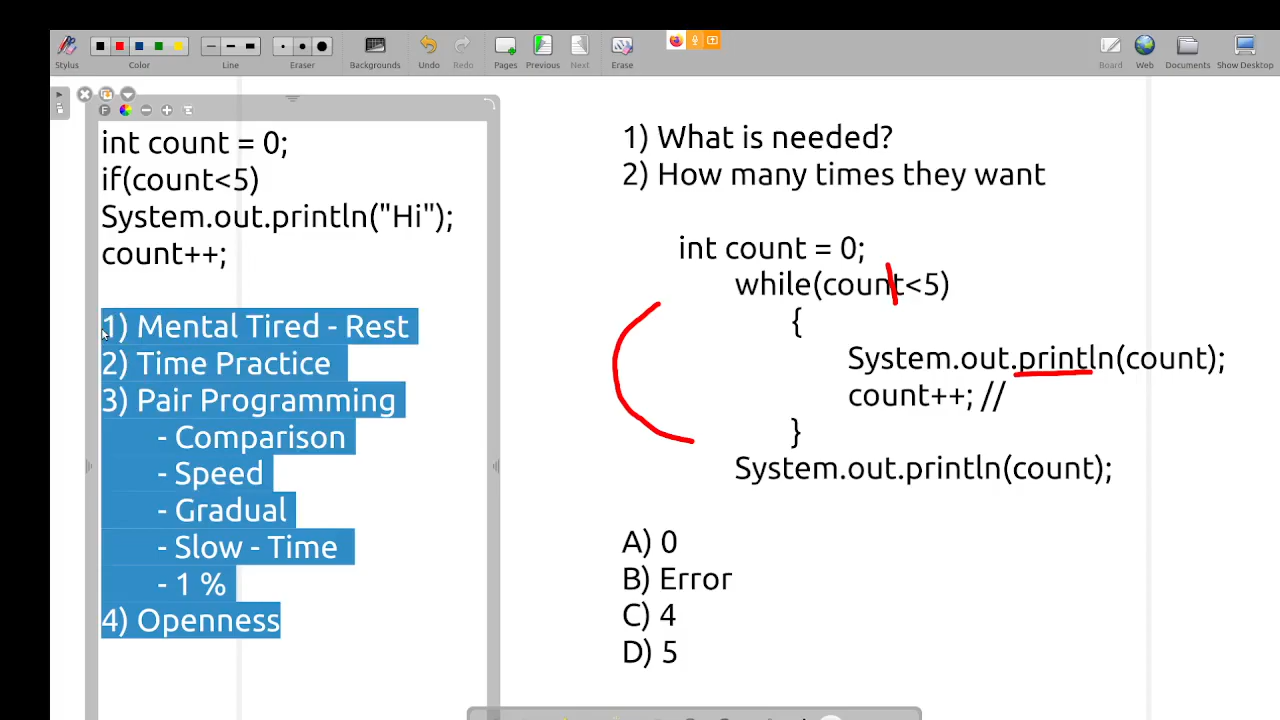 Stylus
Color
Line
Eraser
Backgrounds
Undo
Redo
Pages
Previous
Next
Erase
Board
Web
Documents
Show Desktop
int count = 0;
if(count<5)
System.out.println("Hi");
count++;
1) Mental Tired - Rest
2) Time Practice
3) Pair Programming
- Comparison
- Speed
- Gradual
- Slow - Time
- 1 %
4) Openness
1) What is needed?
2) How many times they want
int count = 0;
while(count<5)
{
System.out.println(count);
count++; //
}
System.out.println(count);
A) 0
B) Error
C) 4
D) 5